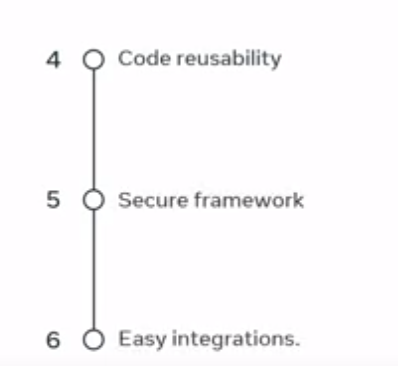 4 Code reusability
5 Secure framework
6 Easy integrations.